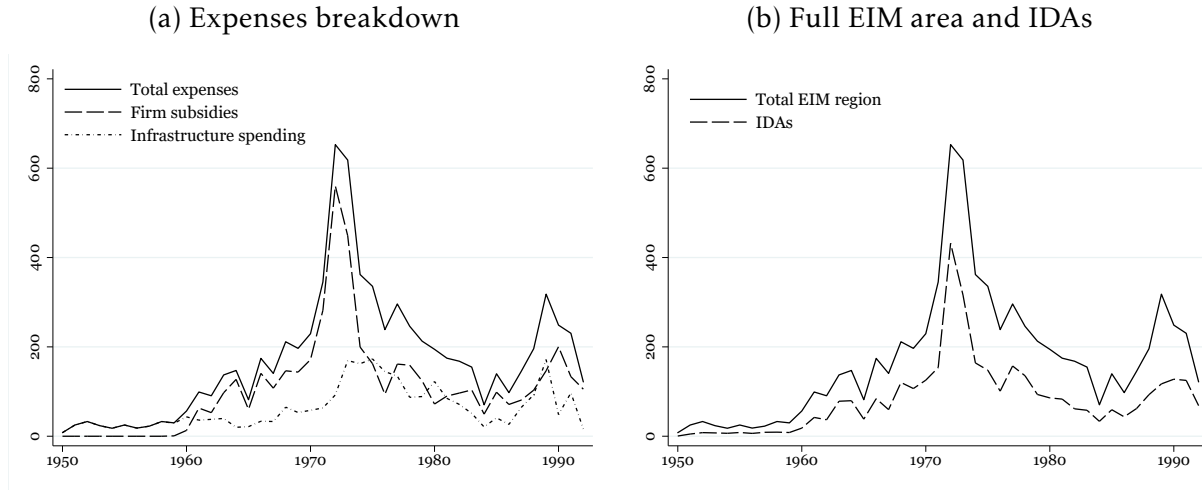 (a) Expenses breakdown
800
600
400
200
0
Total expenses
Firm subsidies
Infrastructure spending
1950 1960 1970 1980 1990
(b) Full EIM area and IDAs
800
600
400
200
0
Total EIM region
IDAs
1950 1960 1970 1980 1990